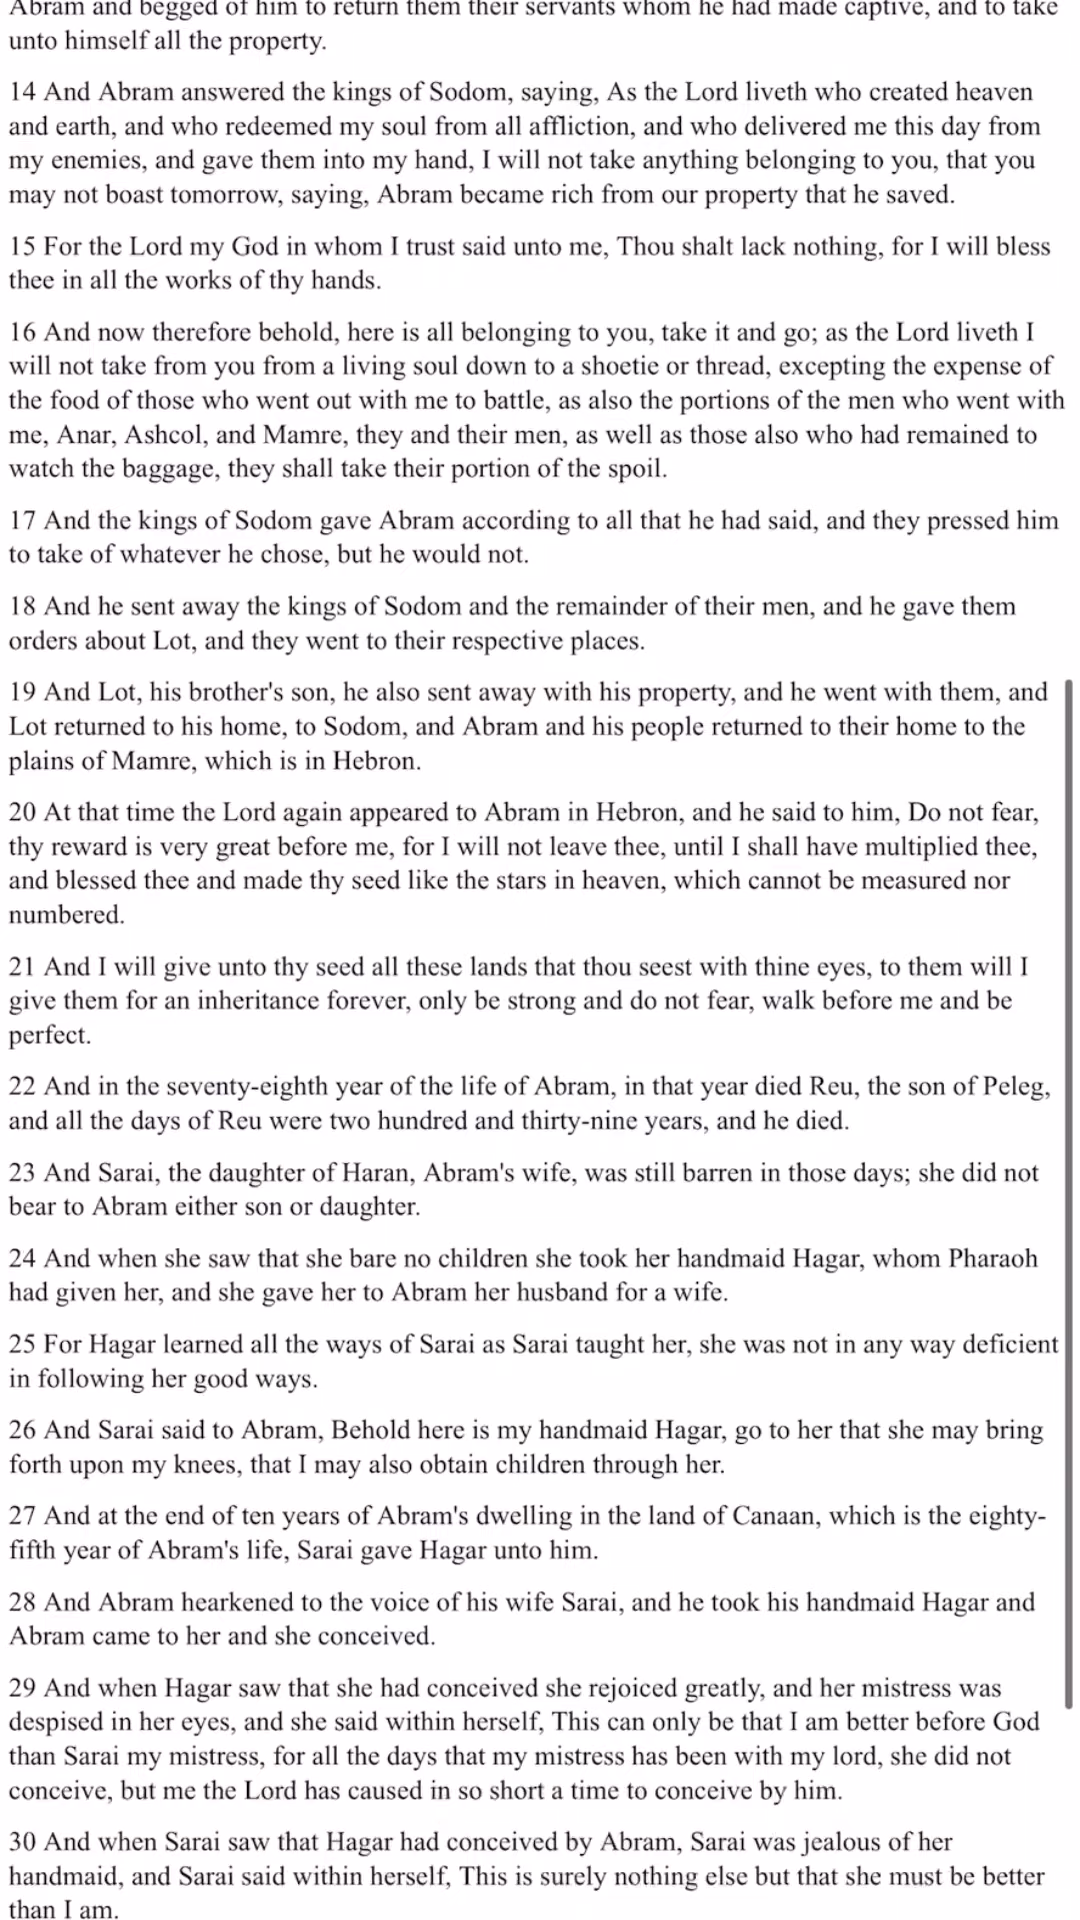 Abram and begged of him to return them their servants whom he had made captive, and to take
unto himself all the property.
14 And Abram answered the kings of Sodom, saying, As the Lord liveth who created heaven
and earth, and who redeemed my soul from all affliction, and who delivered me this day from
my enemies, and gave them into my hand, I will not take anything belonging to you, that you
may not boast tomorrow, saying, Abram became rich from our property that he saved.
15 For the Lord my God in whom I trust said unto me, Thou shalt lack nothing, for I will bless
thee in all the works of thy hands.
16 And now therefore behold, here is all belonging to you, take it and go; as the Lord liveth I
will not take from you from a living soul down to a shoetie or thread, excepting the expense of
the food of those who went out with me to battle, as also the portions of the men who went with
me, Anar, Ashcol, and Mamre, they and their men, as well as those also who had remained to
watch the baggage, they shall take their portion of the spoil.
17 And the kings of Sodom gave Abram according to all that he had said, and they pressed him
to take of whatever he chose, but he would not.
18 And he sent away the kings of Sodom and the remainder of their men, and he gave them
orders about Lot, and they went to their respective places.
19 And Lot, his brother's son, he also sent away with his property, and he went with them, and
Lot returned to his home, to Sodom, and Abram and his people returned to their home to the
plains of Mamre, which is in Hebron.
20 At that time the Lord again appeared to Abram in Hebron, and he said to him, Do not fear,
thy reward is very great before me, for I will not leave thee, until I shall have multiplied thee,
and blessed thee and made thy seed like the stars in heaven, which cannot be measured nor
numbered.
21 And I will give unto thy seed all these lands that thou seest with thine eyes, to them will I
give them for an inheritance forever, only be strong and do not fear, walk before me and be
perfect.
22 And in the seventy-eighth year of the life of Abram, in that year died Reu, the son of Peleg,
and all the days of Reu were two hundred and thirty-nine years, and he died.
23 And Sarai, the daughter of Haran, Abram's wife, was still barren in those days; she did not
bear to Abram either son or daughter.
24 And when she saw that she bare no children she took her handmaid Hagar, whom Pharaoh
had given her, and she gave her to Abram her husband for a wife.
25 For Hagar learned all the ways of Sarai as Sarai taught her, she was not in any way deficient
in following her good ways.
26 And Sarai said to Abram, Behold here is my handmaid Hagar, go to her that she may bring
forth upon my knees, that I may also obtain children through her.
27 And at the end of ten years of Abram's dwelling in the land of Canaan, which is the eighty-
fifth year of Abram's life, Sarai gave Hagar unto him.
28 And Abram hearkened to the voice of his wife Sarai, and he took his handmaid Hagar and
Abram came to her and she conceived.
29 And when Hagar saw that she had conceived she rejoiced greatly, and her mistress was
despised in her eyes, and she said within herself, This can only be that I am better before God
than Sarai my mistress, for all the days that my mistress has been with my lord, she did not
conceive, but me the Lord has caused in so short a time to conceive by him.
30 And when Sarai saw that Hagar had conceived by Abram, Sarai was jealous of her
handmaid, and Sarai said within herself, This is surely nothing else but that she must be better
than I am.